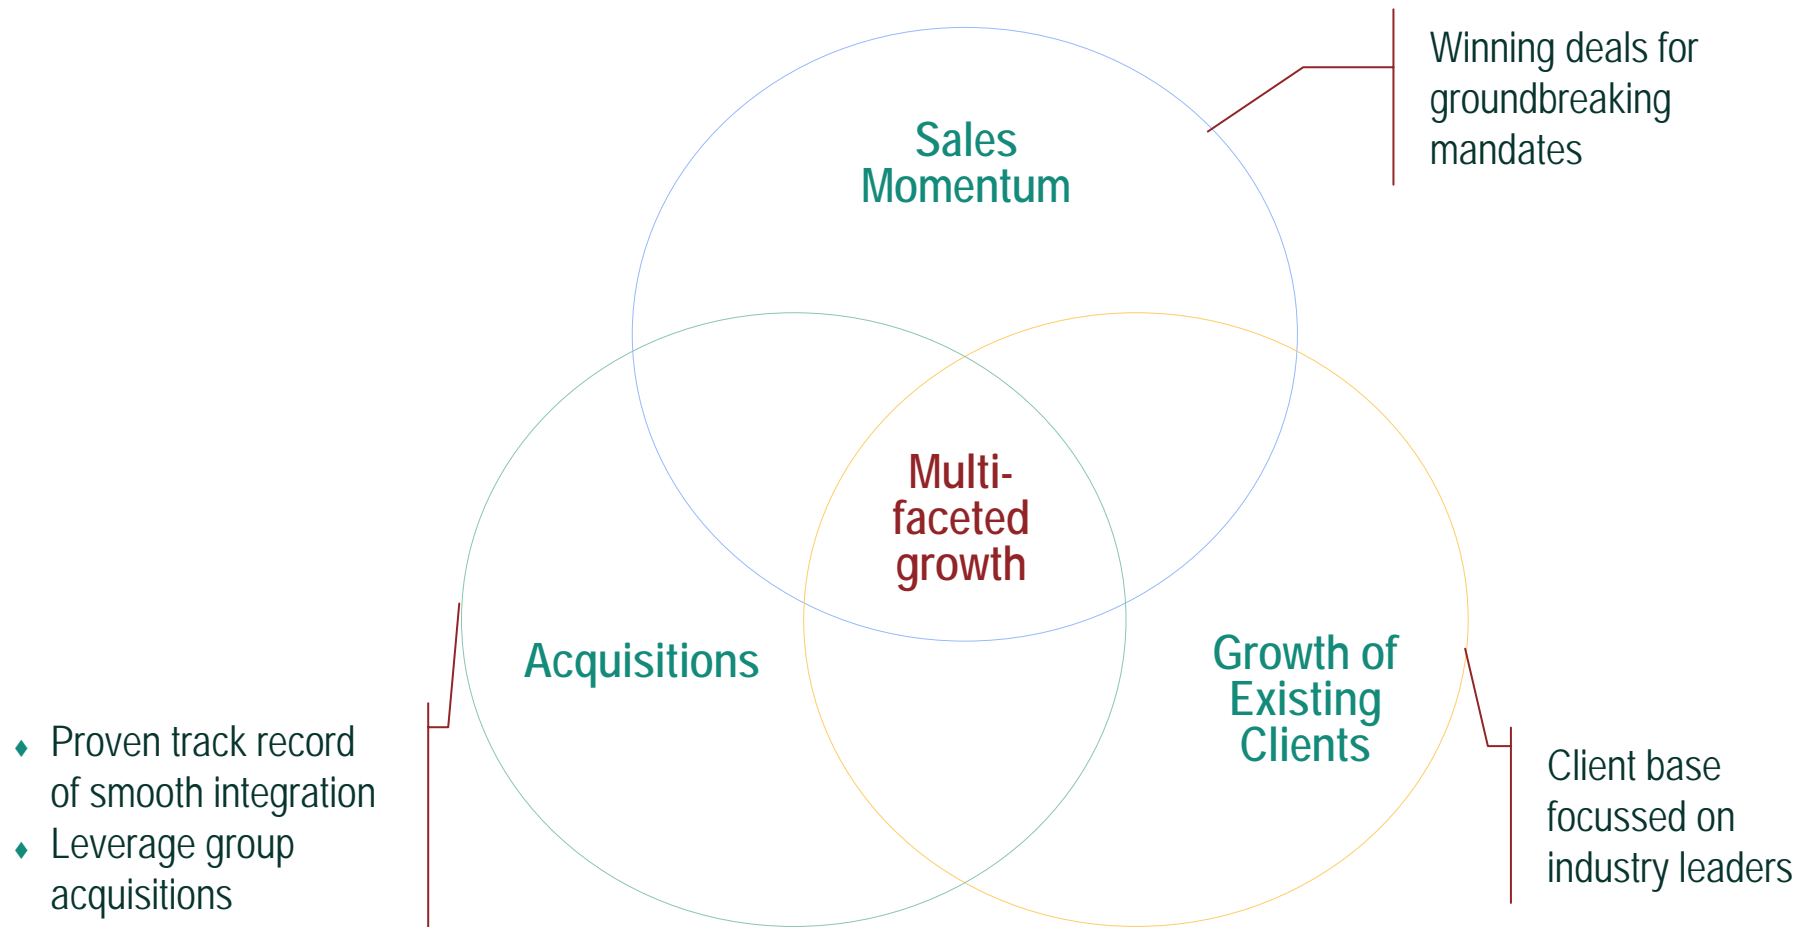 Winning deals for
groundbreaking
mandates
Sales
Momentum
Multi-
faceted
growth
Acquisitions
Growth of
Existing
Clients
♦ Proven track record
of smooth integration
♦ Leverage group
acquisitions
Client base
focussed on
industry leaders